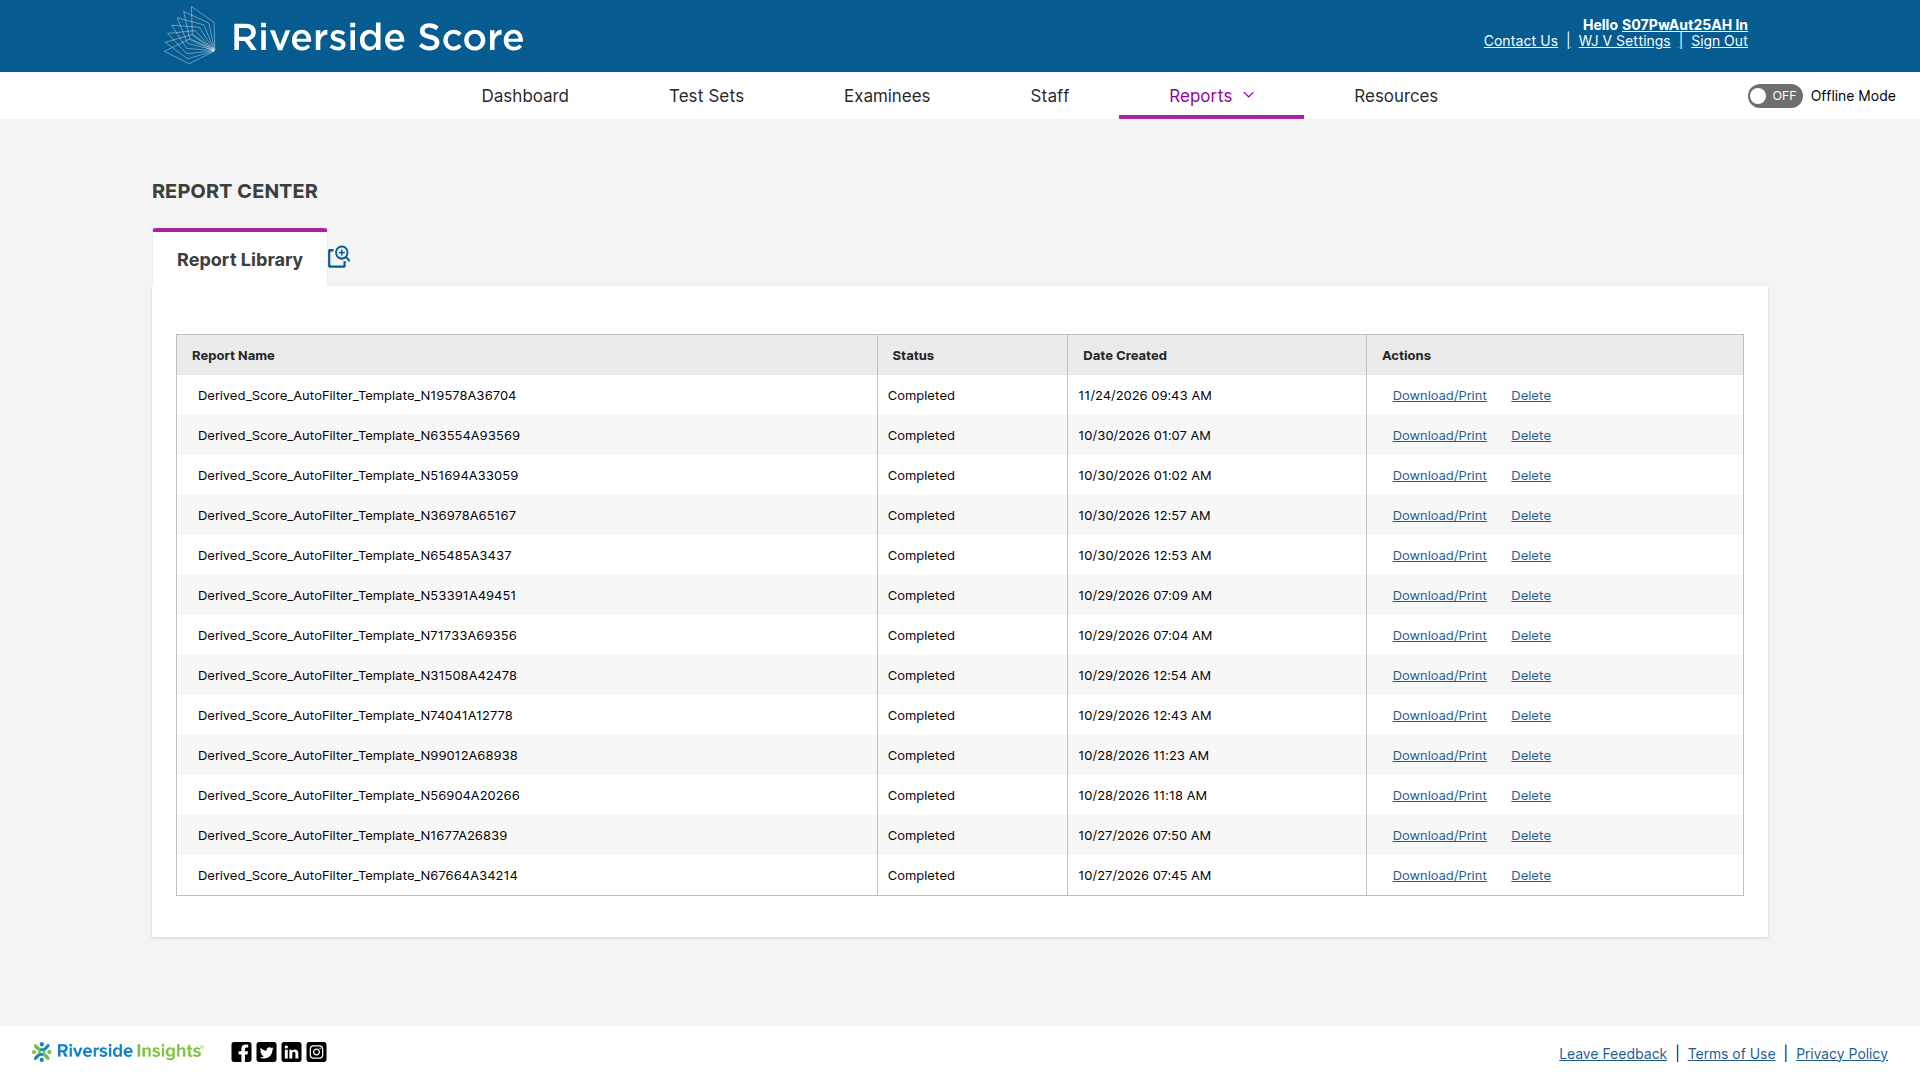 Riverside Score
Hello S07PwAut25AH In
Contact Us | WJ V Settings | Sign Out
Dashboard Test Sets Examinees Staff Reports Resources OFF Offline Mode
REPORT CENTER
Report Library
Report Name Status Date Created Actions
Derived_Score_AutoFilter_Template_N19578A36704 Completed 11/24/2026 09:43 AM Download/Print Delete
Derived_Score_AutoFilter_Template_N63554A93569 Completed 10/30/2026 01:07 AM Download/Print Delete
Derived_Score_AutoFilter_Template_N51694A33059 Completed 10/30/2026 01:02 AM Download/Print Delete
Derived_Score_AutoFilter_Template_N36978A65167 Completed 10/30/2026 12:57 AM Download/Print Delete
Derived_Score_AutoFilter_Template_N65485A3437 Completed 10/30/2026 12:53 AM Download/Print Delete
Derived_Score_AutoFilter_Template_N53391A49451 Completed 10/29/2026 07:09 AM Download/Print Delete
Derived_Score_AutoFilter_Template_N71733A69356 Completed 10/29/2026 07:04 AM Download/Print Delete
Derived_Score_AutoFilter_Template_N31508A42478 Completed 10/29/2026 12:54 AM Download/Print Delete
Derived_Score_AutoFilter_Template_N74041A12778 Completed 10/29/2026 12:43 AM Download/Print Delete
Derived_Score_AutoFilter_Template_N99012A68938 Completed 10/28/2026 11:23 AM Download/Print Delete
Derived_Score_AutoFilter_Template_N56904A20266 Completed 10/28/2026 11:18 AM Download/Print Delete
Derived_Score_AutoFilter_Template_N1677A26839 Completed 10/27/2026 07:50 AM Download/Print Delete
Derived_Score_AutoFilter_Template_N67664A34214 Completed 10/27/2026 07:45 AM Download/Print Delete
Riverside Insights Leave Feedback | Terms of Use | Privacy Policy